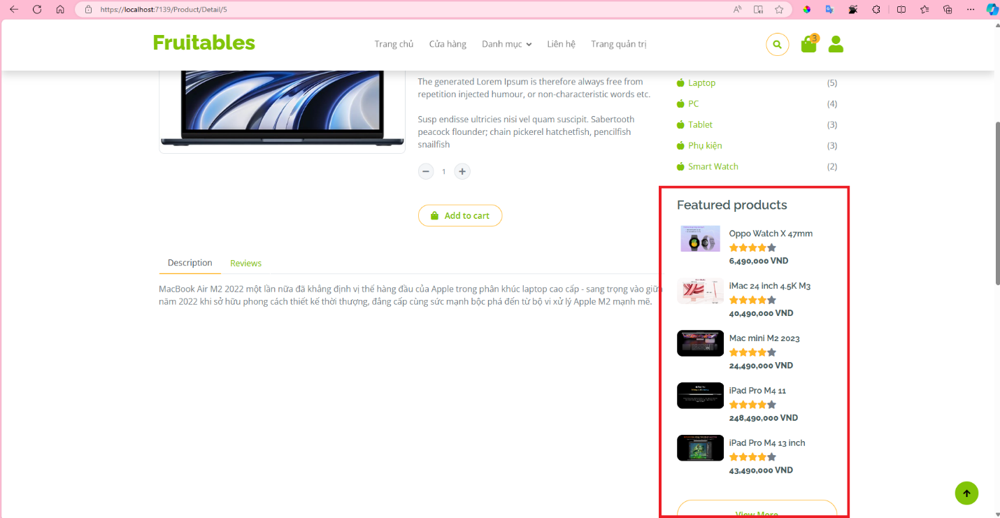 https://localhost:7139/Product/Detail/5
Fruitables
Trang chủ
Cửa hàng
Danh mục
Liên hệ
Trang quản trị
3
The generated Lorem Ipsum is therefore always free from
repetition injected humour, or non-characteristic words etc.
Susp endisse ultricies nisi vel quam suscipit. Sabertooth
peacock flounder; chain pickerel hatchetfish, pencilfish
snailfish
1
Add to cart
Laptop (5)
PC (4)
Tablet (3)
Phụ kiện (3)
Smart Watch (2)
Description
Reviews
MacBook Air M2 2022 một lần nữa đã khẳng định vị thế hàng đầu của Apple trong phân khúc laptop cao cấp - sang trọng vào giữa
năm 2022 khi sở hữu phong cách thiết kế thời thượng, đẳng cấp cùng sức mạnh bộc phá đến từ bộ vi xử lý Apple M2 mạnh mẽ.
Featured products
Oppo Watch X 47mm
6,490,000 VND
iMac 24 inch 4.5K M3
40,490,000 VND
Mac mini M2 2023
24,490,000 VND
iPad Pro M4 11
248,490,000 VND
iPad Pro M4 13 inch
43,490,000 VND
View More